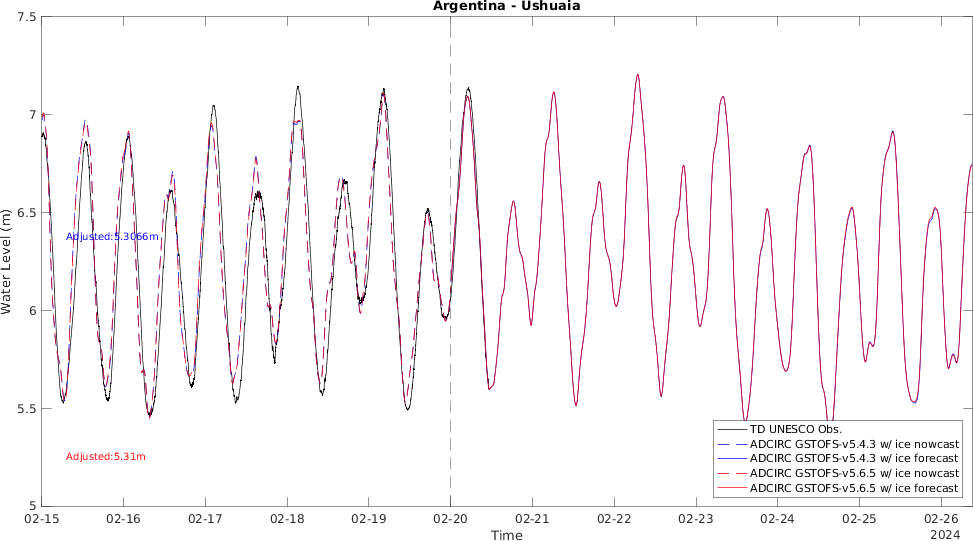 Argentina - Ushuaia
7.5
7
6.5
6
5.5
5
Water Level (m)
Adjusted:5.3066m
Adjusted:5.31m
TD UNESCO Obs.
ADCIRC GSTOFS-v5.4.3 w/ ice nowcast
ADCIRC GSTOFS-v5.4.3 w/ ice forecast
ADCIRC GSTOFS-v5.6.5 w/ ice nowcast
ADCIRC GSTOFS-v5.6.5 w/ ice forecast
02-15 02-16 02-17 02-18 02-19 02-20 02-21 02-22 02-23 02-24 02-25 02-26
Time
2024